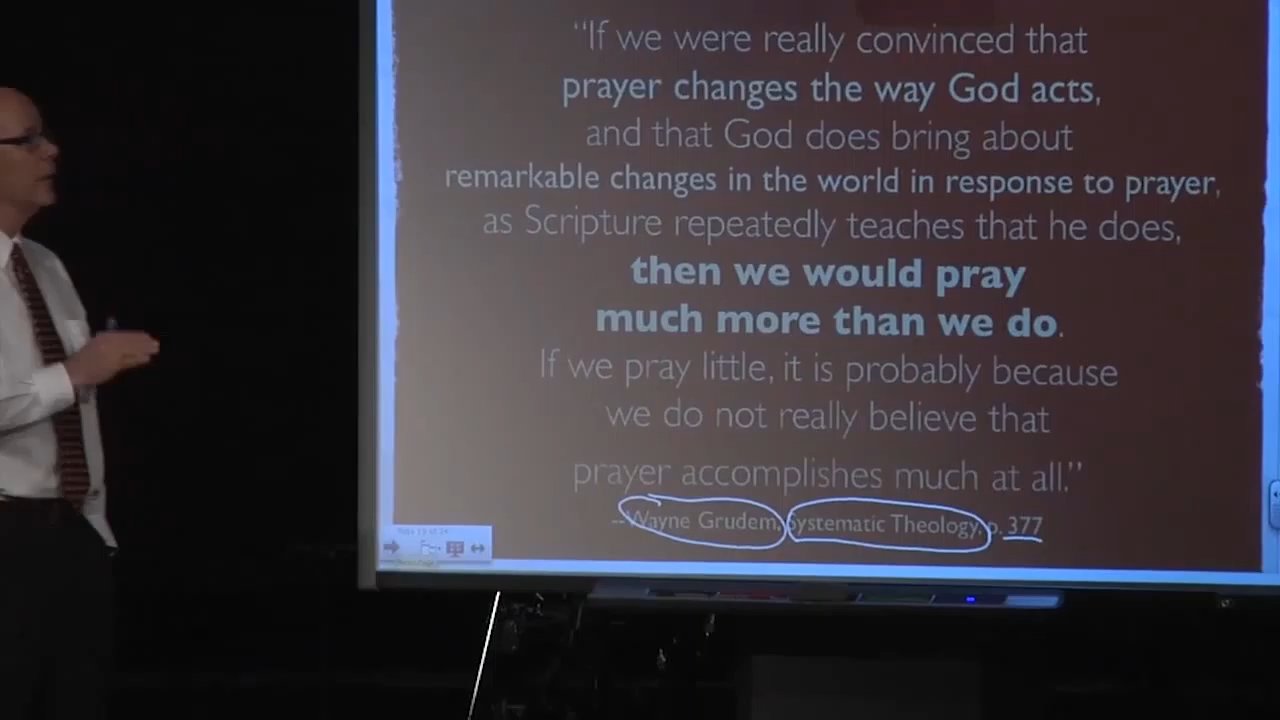 “If we were really convinced that
prayer changes the way God acts,
and that God does bring about
remarkable changes in the world in response to prayer,
as Scripture repeatedly teaches that he does,
then we would pray
much more than we do.
If we pray little, it is probably because
we do not really believe that
prayer accomplishes much at all.”
--Wayne Grudem, Systematic Theology, p. 377